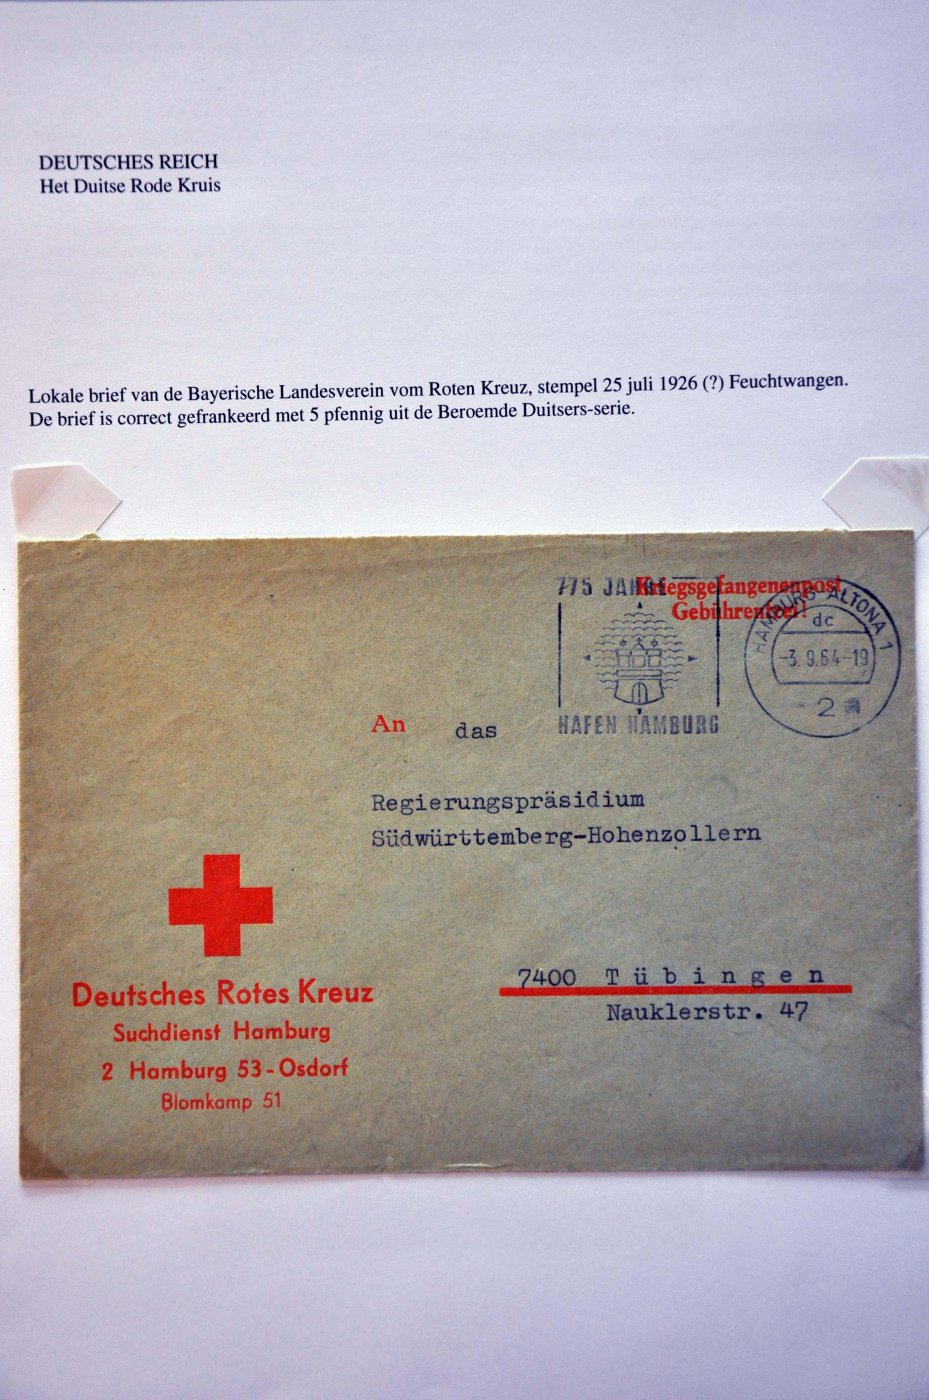 DEUTSCHES REICH
Het Duitse Rode Kruis
Lokale brief van de Bayerische Landesverein vom Roten Kreuz, stempel 25 juli 1926 (?) Feuchtwangen.
De brief is correct gefrankeerd met 5 pfennig uit de Beroemde Duitsers-serie.
775 JAHRE
Kriegsgefangenenpost
Gebührenfrei!
HAMBURG-ALTONA 1
dc
-3. 9.64-19
2
HAFEN HAMBURG
An das
Regierungspräsidium
Südwürttemberg-Hohenzollern
7400 Tübingen
Nauklerstr. 47
Deutsches Rotes Kreuz
Suchdienst Hamburg
2 Hamburg 53-Osdorf
Blomkamp 51